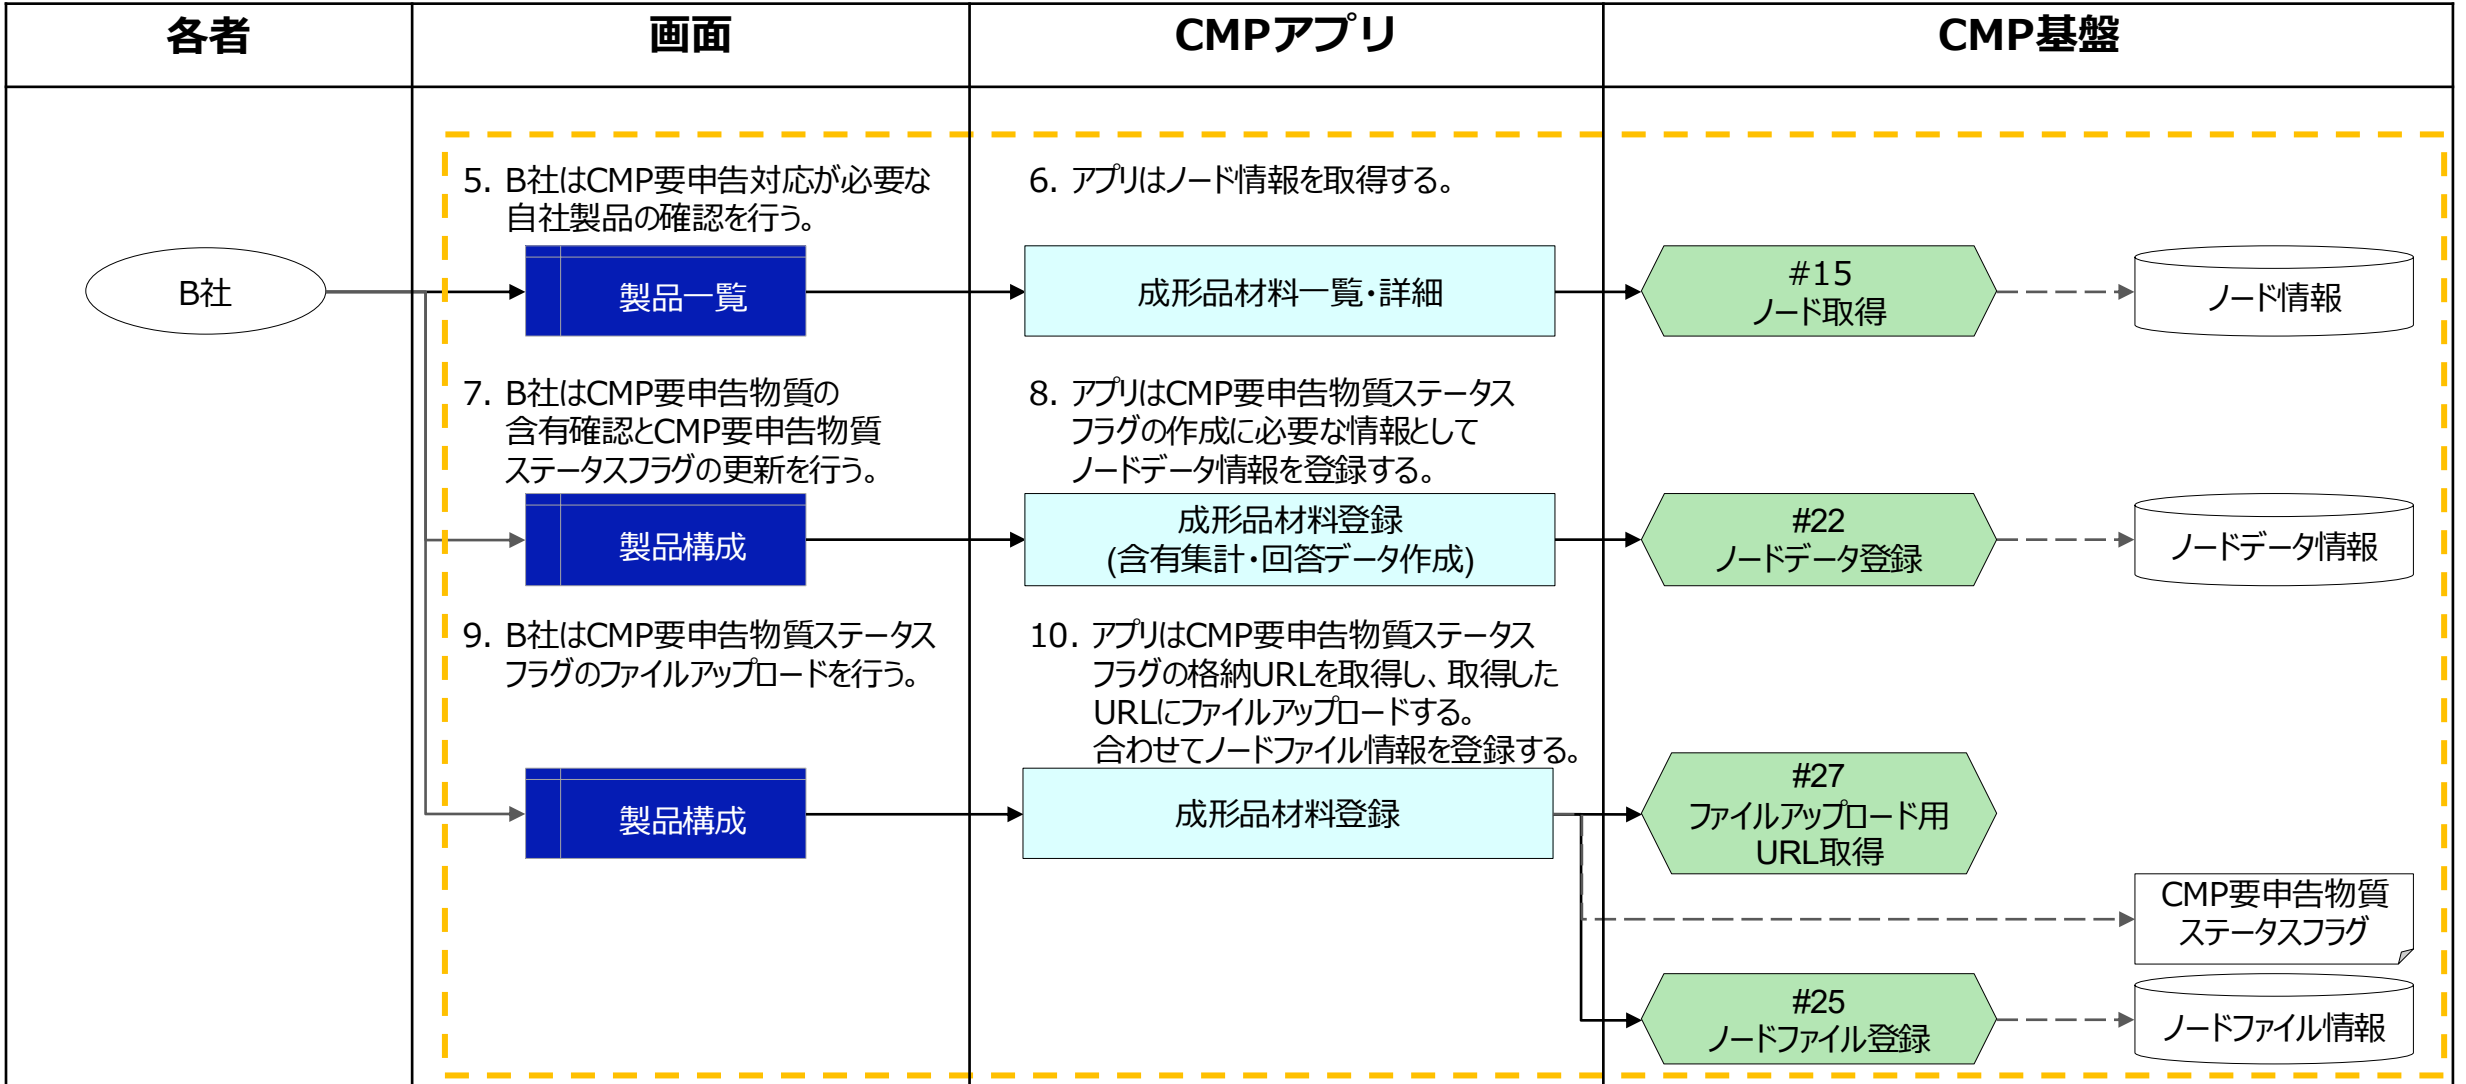 各者
画面
CMPアプリ
CMP基盤
5. B社はCMP要申告対応が必要な
自社製品の確認を行う。
6. アプリはノード情報を取得する。
B社
製品一覧
成形品材料一覧・詳細
#15
ノード取得
ノード情報
7. B社はCMP要申告物質の
含有確認とCMP要申告物質
ステータスフラグの更新を行う。
8. アプリはCMP要申告物質ステータス
フラグの作成に必要な情報として
ノードデータ情報を登録する。
製品構成
成形品材料登録
(含有集計・回答データ作成)
#22
ノードデータ登録
ノードデータ情報
9. B社はCMP要申告物質ステータス
フラグのファイルアップロードを行う。
10. アプリはCMP要申告物質ステータス
フラグの格納URLを取得し、取得した
URLにファイルアップロードする。
合わせてノードファイル情報を登録する。
製品構成
成形品材料登録
#27
ファイルアップロード用
URL取得
CMP要申告物質
ステータスフラグ
#25
ノードファイル登録
ノードファイル情報